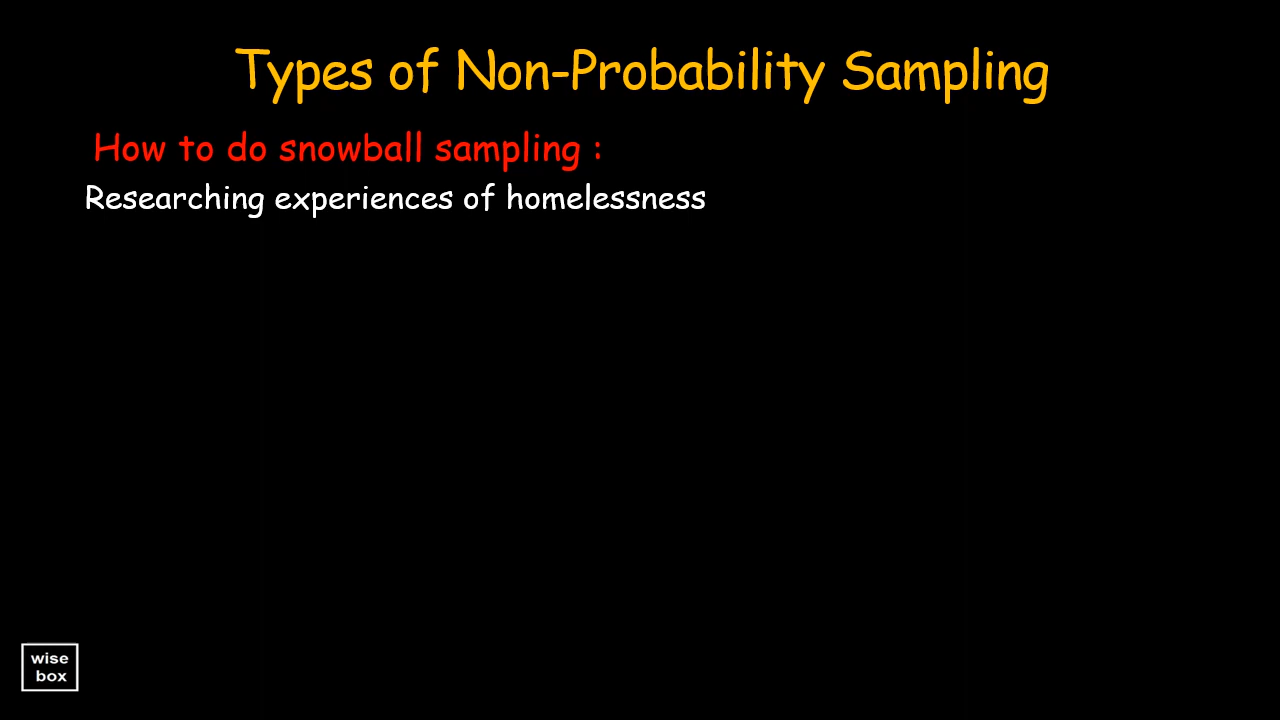 Types of Non-Probability Sampling
How to do snowball sampling :
Researching experiences of homelessness
wise
box